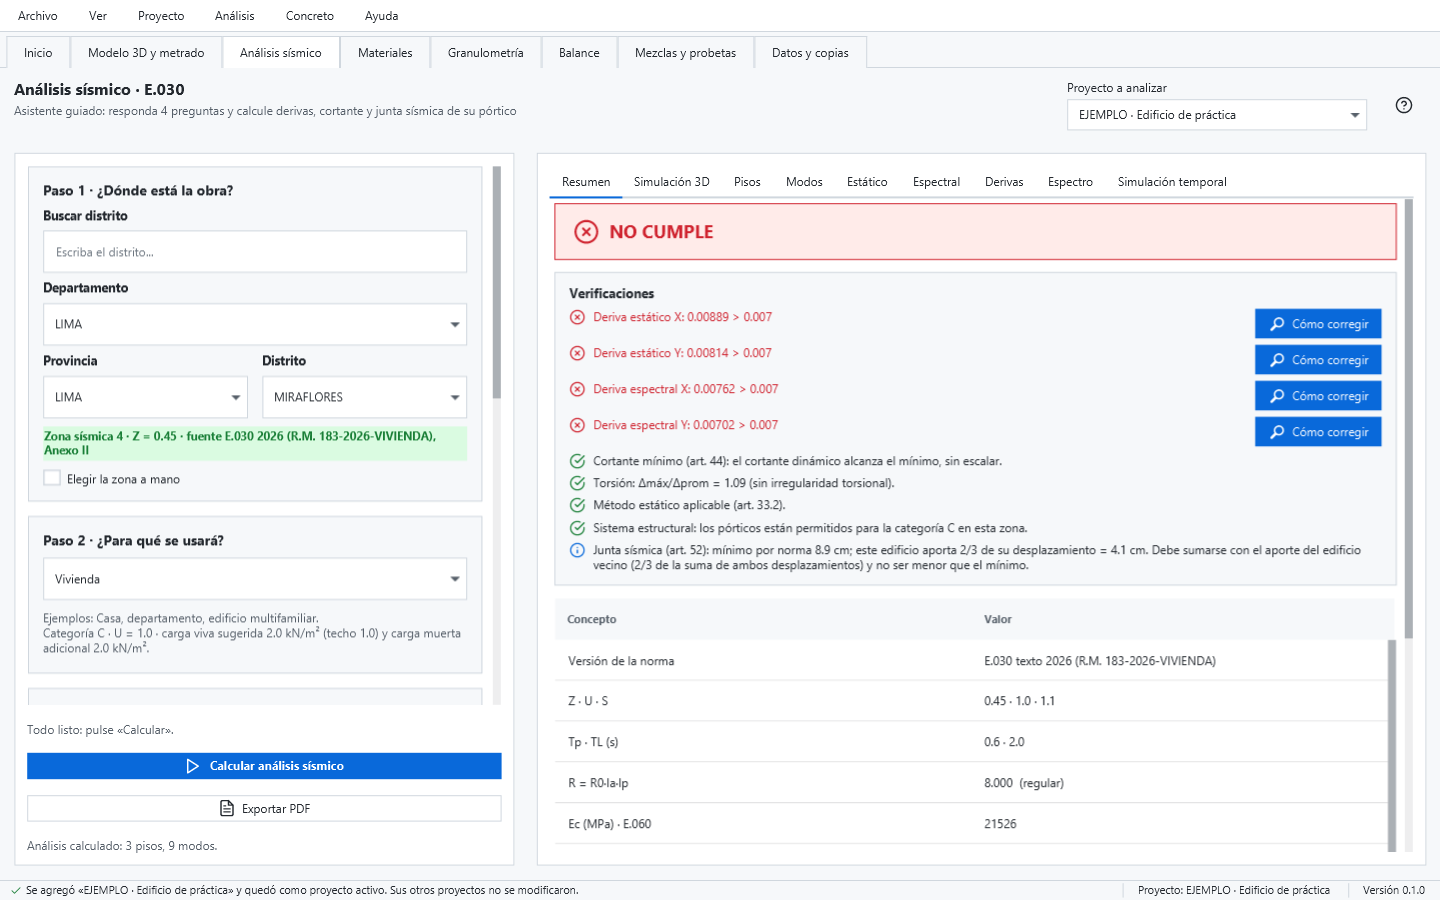 Archivo Ver Proyecto Análisis Concreto Ayuda
Inicio Modelo 3D y metrado Análisis sísmico Materiales Granulometría Balance Mezclas y probetas Datos y copias
Análisis sísmico · E.030
Asistente guiado: responda 4 preguntas y calcule derivas, cortante y junta sísmica de su pórtico
Proyecto a analizar
EJEMPLO · Edificio de práctica
Paso 1 · ¿Dónde está la obra?
Buscar distrito
Escriba el distrito...
Departamento
LIMA
Provincia Distrito
LIMA MIRAFLORES
Zona sísmica 4 · Z = 0.45 · fuente E.030 2026 (R.M. 183-2026-VIVIENDA),
Anexo II
Elegir la zona a mano
Paso 2 · ¿Para qué se usará?
Vivienda
Ejemplos: Casa, departamento, edificio multifamiliar.
Categoría C · U = 1.0 · carga viva sugerida 2.0 kN/m² (techo 1.0) y carga muerta
adicional 2.0 kN/m².
Todo listo: pulse «Calcular».
Calcular análisis sísmico
Exportar PDF
Análisis calculado: 3 pisos, 9 modos.
Resumen Simulación 3D Pisos Modos Estático Espectral Derivas Espectro Simulación temporal
NO CUMPLE
Verificaciones
Deriva estático X: 0.00889 > 0.007 Cómo corregir
Deriva estático Y: 0.00814 > 0.007 Cómo corregir
Deriva espectral X: 0.00762 > 0.007 Cómo corregir
Deriva espectral Y: 0.00702 > 0.007 Cómo corregir
Cortante mínimo (art. 44): el cortante dinámico alcanza el mínimo, sin escalar.
Torsión: Δmáx/Δprom = 1.09 (sin irregularidad torsional).
Método estático aplicable (art. 33.2).
Sistema estructural: los pórticos están permitidos para la categoría C en esta zona.
Junta sísmica (art. 52): mínimo por norma 8.9 cm; este edificio aporta 2/3 de su desplazamiento = 4.1 cm. Debe sumarse con el aporte del edificio
vecino (2/3 de la suma de ambos desplazamientos) y no ser menor que el mínimo.
Concepto Valor
Versión de la norma E.030 texto 2026 (R.M. 183-2026-VIVIENDA)
Z · U · S 0.45 · 1.0 · 1.1
Tp · TL (s) 0.6 · 2.0
R = R0·Ia·Ip 8.000 (regular)
Ec (MPa) · E.060 21526
Se agregó «EJEMPLO · Edificio de práctica» y quedó como proyecto activo. Sus otros proyectos no se modificaron.
Proyecto: EJEMPLO · Edificio de práctica Versión 0.1.0